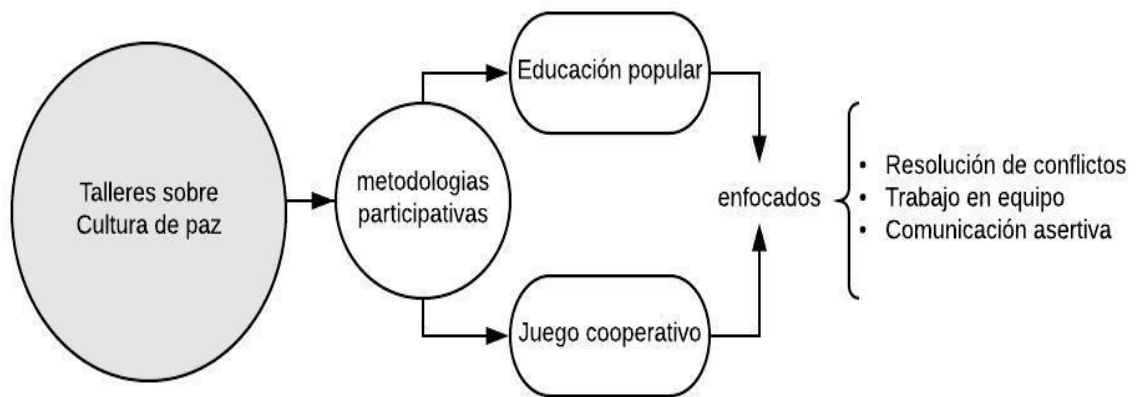 Talleres sobre
Cultura de paz
metodologias
participativas
Educación popular
Juego cooperativo
enfocados
• Resolución de conflictos
• Trabajo en equipo
• Comunicación asertiva